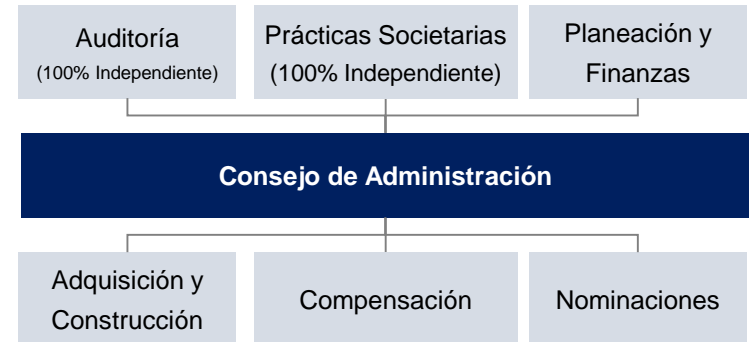 Auditoría
(100% Independiente)
Prácticas Societarias
(100% Independiente)
Planeación y
Finanzas
Consejo de Administración
Adquisición y
Construcción
Compensación
Nominaciones